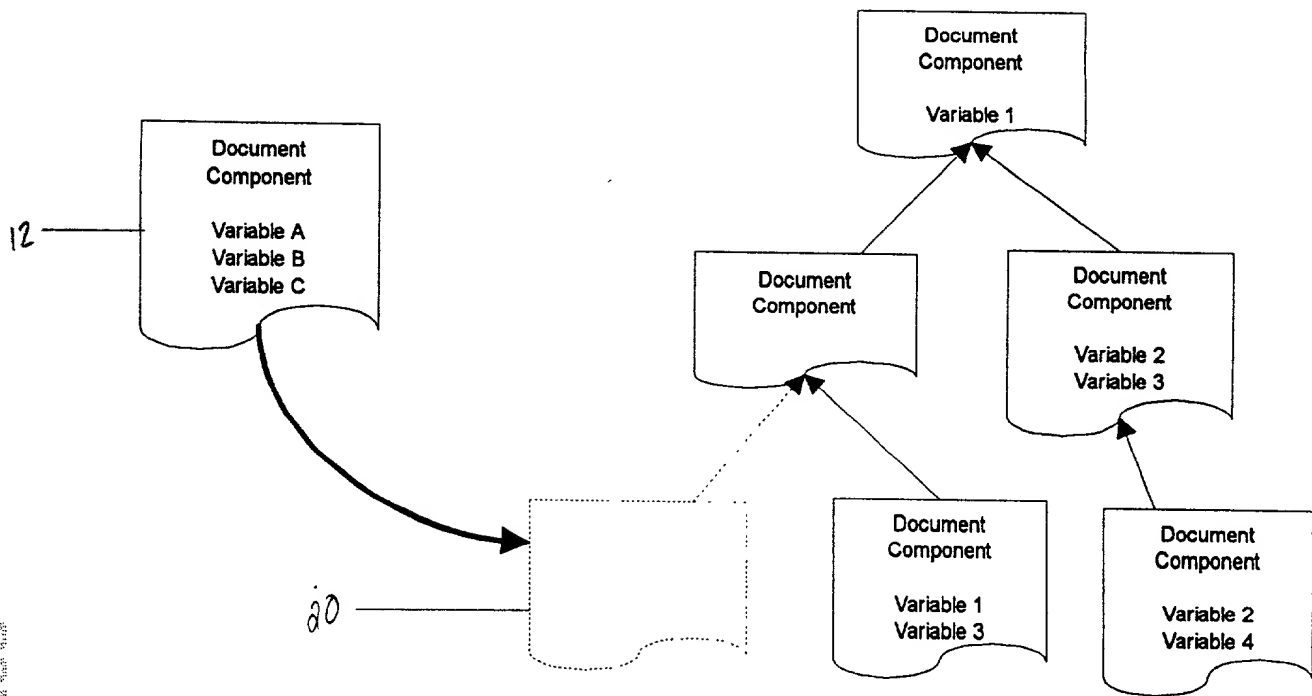 Document
Component
Variable 1
Document
Component
Variable A
Variable B
Variable C
12
Document
Component
Document
Component
Variable 2
Variable 3
Document
Component
Variable 1
Variable 3
Document
Component
Variable 2
Variable 4
20